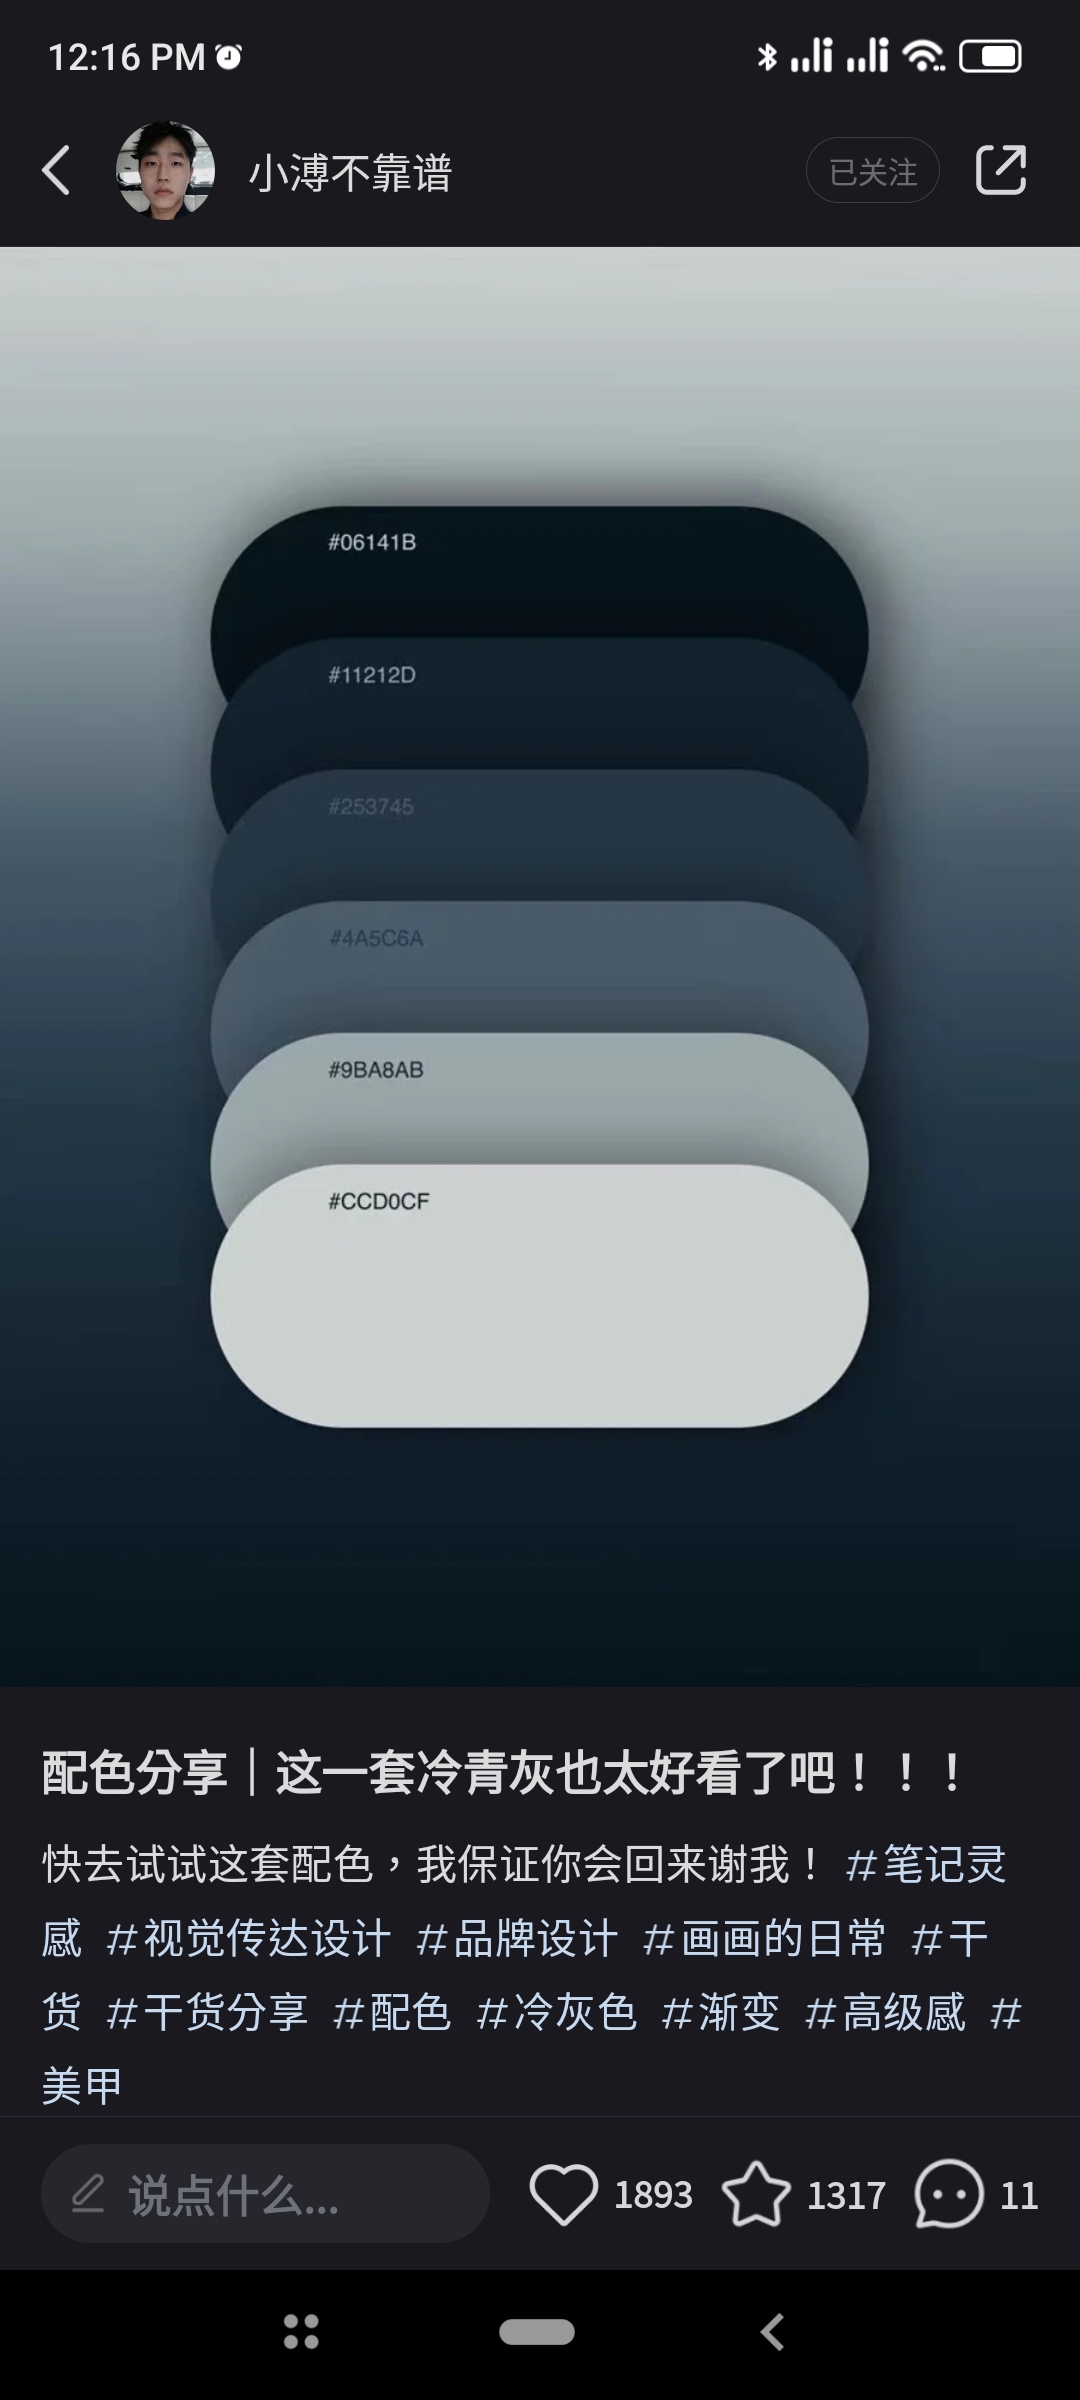 12:16 PM
小溥不靠谱
已关注
#06141B
#11212D
#253745
#4A5C6A
#9BA8AB
#CCD0CF
配色分享｜这一套冷青灰也太好看了吧！！！
快去试试这套配色，我保证你会回来谢我！ #笔记灵
感 #视觉传达设计 #品牌设计 #画画的日常 #干
货 #干货分享 #配色 #冷灰色 #渐变 #高级感 #
美甲
说点什么...
1893
1317
11